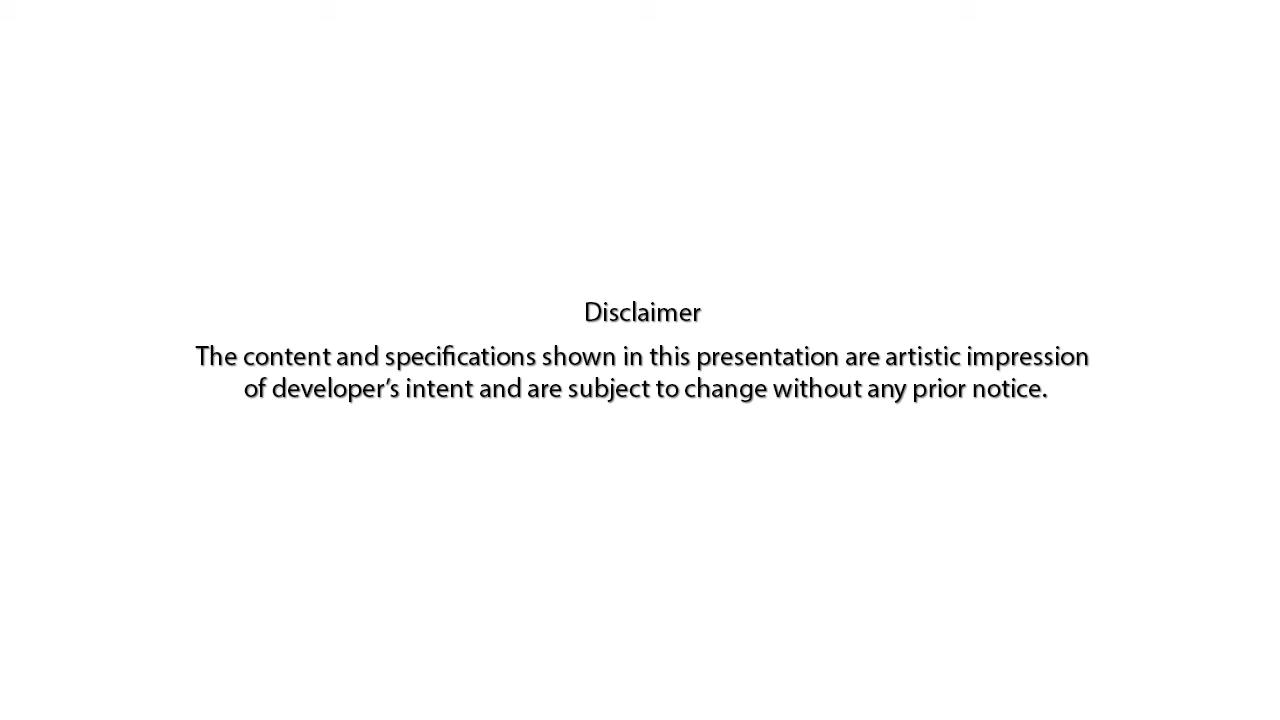 Disclaimer
The content and specifications shown in this presentation are artistic impression
of developer’s intent and are subject to change without any prior notice.